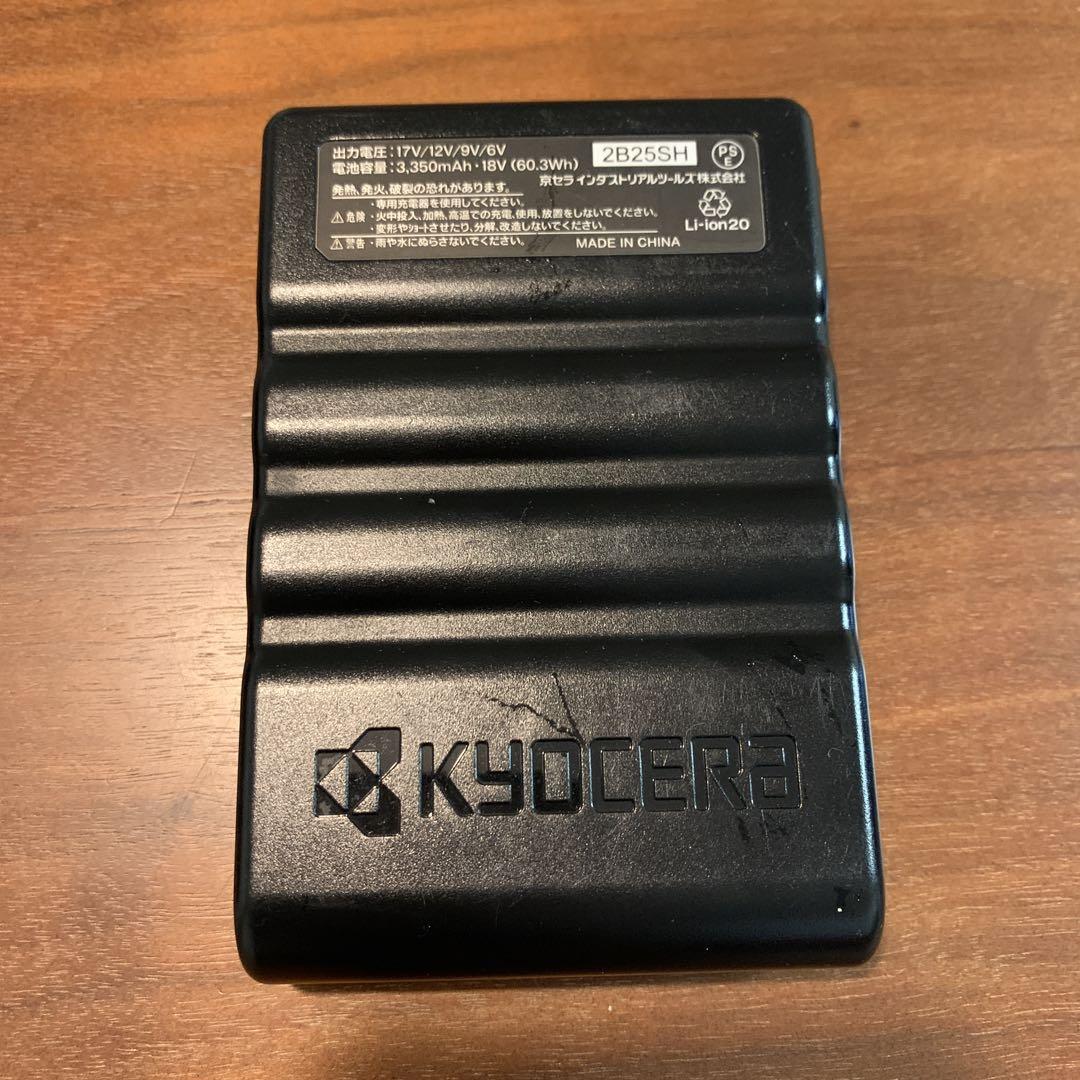 出力電圧:17V/12V/9V/6V
2B25SH
PS
E
電池容量:3,350mAh・18V(60.3Wh)
京セラ インダストリアルツールズ株式会社
発熱、発火、破裂の恐れがあります。
・専用充電器を使用してください。
危険・火中投入、加熱、高温での充電、使用、放置をしないでください。
・変形やショートさせたり、分解、改造しないでください。
Li-ion20
警告・雨や水にぬらさないでください。
MADE IN CHINA
KYOCERA